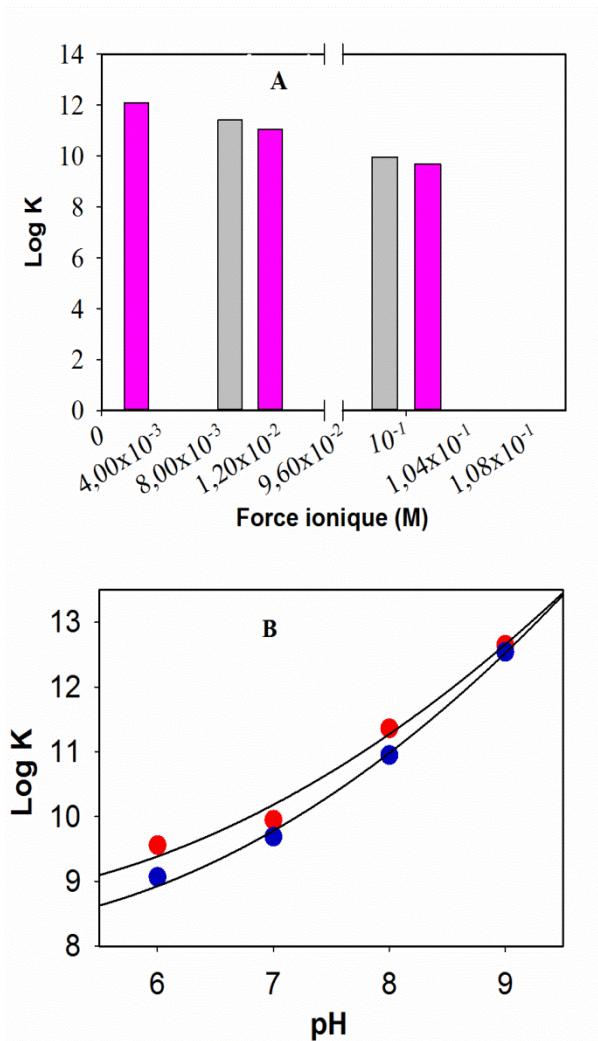 A
Log K
14
12
10
8
6
4
2
0
0
4,00x10⁻³
8,00x10⁻³
1,20x10⁻²
9,60x10⁻²
10⁻¹
1,04x10⁻¹
1,08x10⁻¹
Force ionique (M)
B
Log K
13
12
11
10
9
8
6 7 8 9
pH